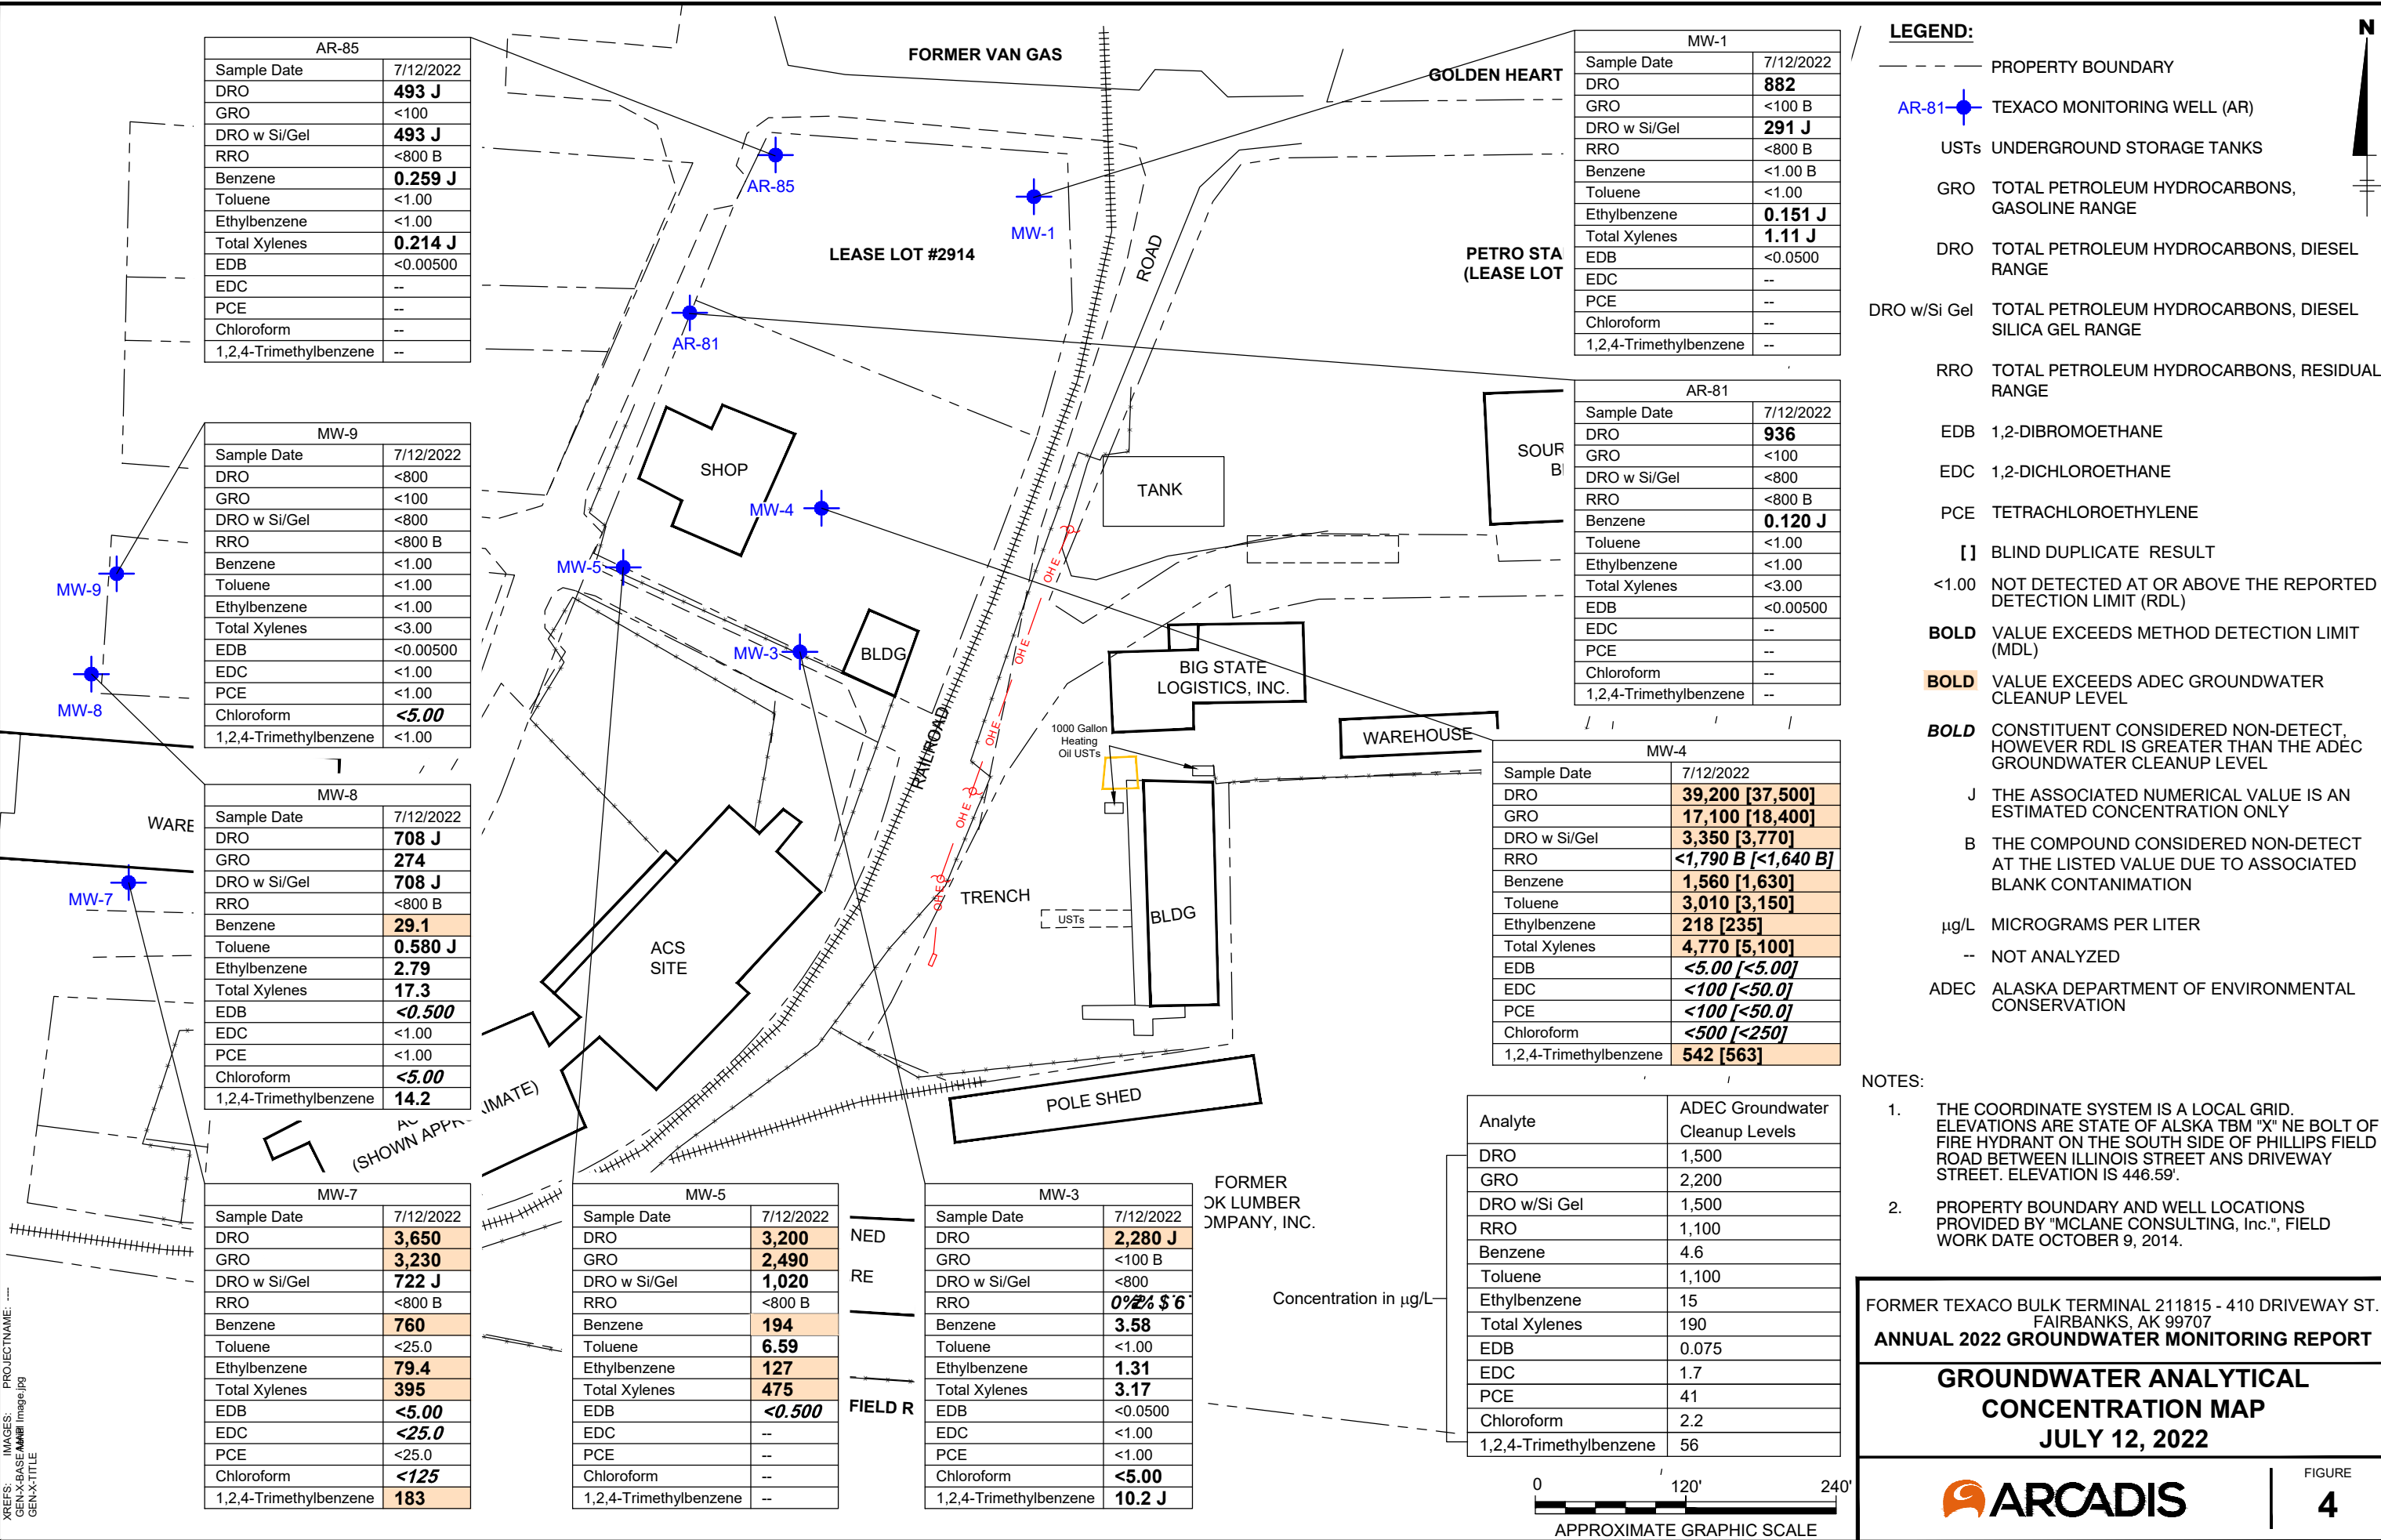 AR-85
Sample Date 7/12/2022
DRO 493 J
GRO <100
DRO w Si/Gel 493 J
RRO <800 B
Benzene 0.259 J
Toluene <1.00
Ethylbenzene <1.00
Total Xylenes 0.214 J
EDB <0.00500
EDC --
PCE --
Chloroform --
1,2,4-Trimethylbenzene --
MW-9
Sample Date 7/12/2022
DRO <800
GRO <100
DRO w Si/Gel <800
RRO <800 B
Benzene <1.00
Toluene <1.00
Ethylbenzene <1.00
Total Xylenes <3.00
EDB <0.00500
EDC <1.00
PCE <1.00
Chloroform <5.00
1,2,4-Trimethylbenzene <1.00
MW-8
Sample Date 7/12/2022
DRO 708 J
GRO 274
DRO w Si/Gel 708 J
RRO <800 B
Benzene 29.1
Toluene 0.580 J
Ethylbenzene 2.79
Total Xylenes 17.3
EDB <0.500
EDC <1.00
PCE <1.00
Chloroform <5.00
1,2,4-Trimethylbenzene 14.2
MW-7
Sample Date 7/12/2022
DRO 3,650
GRO 3,230
DRO w Si/Gel 722 J
RRO <800 B
Benzene 760
Toluene <25.0
Ethylbenzene 79.4
Total Xylenes 395
EDB <5.00
EDC <25.0
PCE <25.0
Chloroform <125
1,2,4-Trimethylbenzene 183
MW-5
Sample Date 7/12/2022
DRO 3,200
GRO 2,490
DRO w Si/Gel 1,020
RRO <800 B
Benzene 194
Toluene 6.59
Ethylbenzene 127
Total Xylenes 475
EDB <0.500
EDC --
PCE --
Chloroform --
1,2,4-Trimethylbenzene --
MW-3
Sample Date 7/12/2022
DRO 2,280 J
GRO <100 B
DRO w Si/Gel <800
RRO
Benzene 3.58
Toluene <1.00
Ethylbenzene 1.31
Total Xylenes 3.17
EDB <0.0500
EDC <1.00
PCE <1.00
Chloroform <5.00
1,2,4-Trimethylbenzene 10.2 J
MW-1
Sample Date 7/12/2022
DRO 882
GRO <100 B
DRO w Si/Gel 291 J
RRO <800 B
Benzene <1.00 B
Toluene <1.00
Ethylbenzene 0.151 J
Total Xylenes 1.11 J
EDB <0.0500
EDC --
PCE --
Chloroform --
1,2,4-Trimethylbenzene --
AR-81
Sample Date 7/12/2022
DRO 936
GRO <100
DRO w Si/Gel <800
RRO <800 B
Benzene 0.120 J
Toluene <1.00
Ethylbenzene <1.00
Total Xylenes <3.00
EDB <0.00500
EDC --
PCE --
Chloroform --
1,2,4-Trimethylbenzene --
MW-4
Sample Date 7/12/2022
DRO 39,200 [37,500]
GRO 17,100 [18,400]
DRO w Si/Gel 3,350 [3,770]
RRO <1,790 B [<1,640 B]
Benzene 1,560 [1,630]
Toluene 3,010 [3,150]
Ethylbenzene 218 [235]
Total Xylenes 4,770 [5,100]
EDB <5.00 [<5.00]
EDC <100 [<50.0]
PCE <100 [<50.0]
Chloroform <500 [<250]
1,2,4-Trimethylbenzene 542 [563]
Analyte ADEC Groundwater
Cleanup Levels
DRO 1,500
GRO 2,200
DRO w/Si Gel 1,500
RRO 1,100
Benzene 4.6
Toluene 1,100
Ethylbenzene 15
Total Xylenes 190
EDB 0.075
EDC 1.7
PCE 41
Chloroform 2.2
1,2,4-Trimethylbenzene 56
Concentration in µg/L
FORMER VAN GAS
GOLDEN HEART
LEASE LOT #2914
PETRO STA
(LEASE LOT
ROAD
AR-85
MW-1
AR-81
SHOP
MW-4
TANK
SOUR
B
MW-5
MW-9
MW-3
MW-8
BLDG
OH E
OH E
OH E
OH E
OH E
BIG STATE
LOGISTICS, INC.
1000 Gallon
Heating
Oil USTs
WAREHOUSE
RAILROAD
WARE
MW-7
TRENCH
USTs
BLDG
ACS
SITE
POLE SHED
(SHOWN APPR
IMATE)
FORMER
OK LUMBER
OMPANY, INC.
NED
RE
FIELD R
0 120' 240'
APPROXIMATE GRAPHIC SCALE
LEGEND:
N
PROPERTY BOUNDARY
AR-81 TEXACO MONITORING WELL (AR)
USTs UNDERGROUND STORAGE TANKS
GRO TOTAL PETROLEUM HYDROCARBONS,
GASOLINE RANGE
DRO TOTAL PETROLEUM HYDROCARBONS, DIESEL
RANGE
DRO w/Si Gel TOTAL PETROLEUM HYDROCARBONS, DIESEL
SILICA GEL RANGE
RRO TOTAL PETROLEUM HYDROCARBONS, RESIDUAL
RANGE
EDB 1,2-DIBROMOETHANE
EDC 1,2-DICHLOROETHANE
PCE TETRACHLOROETHYLENE
[ ] BLIND DUPLICATE RESULT
<1.00 NOT DETECTED AT OR ABOVE THE REPORTED
DETECTION LIMIT (RDL)
BOLD VALUE EXCEEDS METHOD DETECTION LIMIT
(MDL)
BOLD VALUE EXCEEDS ADEC GROUNDWATER
CLEANUP LEVEL
BOLD CONSTITUENT CONSIDERED NON-DETECT,
HOWEVER RDL IS GREATER THAN THE ADEC
GROUNDWATER CLEANUP LEVEL
J THE ASSOCIATED NUMERICAL VALUE IS AN
ESTIMATED CONCENTRATION ONLY
B THE COMPOUND CONSIDERED NON-DETECT
AT THE LISTED VALUE DUE TO ASSOCIATED
BLANK CONTANIMATION
µg/L MICROGRAMS PER LITER
-- NOT ANALYZED
ADEC ALASKA DEPARTMENT OF ENVIRONMENTAL
CONSERVATION
NOTES:
1. THE COORDINATE SYSTEM IS A LOCAL GRID.
ELEVATIONS ARE STATE OF ALSKA TBM "X" NE BOLT OF
FIRE HYDRANT ON THE SOUTH SIDE OF PHILLIPS FIELD
ROAD BETWEEN ILLINOIS STREET ANS DRIVEWAY
STREET. ELEVATION IS 446.59'.
2. PROPERTY BOUNDARY AND WELL LOCATIONS
PROVIDED BY "MCLANE CONSULTING, Inc.", FIELD
WORK DATE OCTOBER 9, 2014.
FORMER TEXACO BULK TERMINAL 211815 - 410 DRIVEWAY ST.
FAIRBANKS, AK 99707
ANNUAL 2022 GROUNDWATER MONITORING REPORT
GROUNDWATER ANALYTICAL
CONCENTRATION MAP
JULY 12, 2022
ARCADIS
FIGURE
4
XREFS: IMAGES: PROJECTNAME: ----
GEN-X-BASE Image.jpg
GEN-X-TITLE